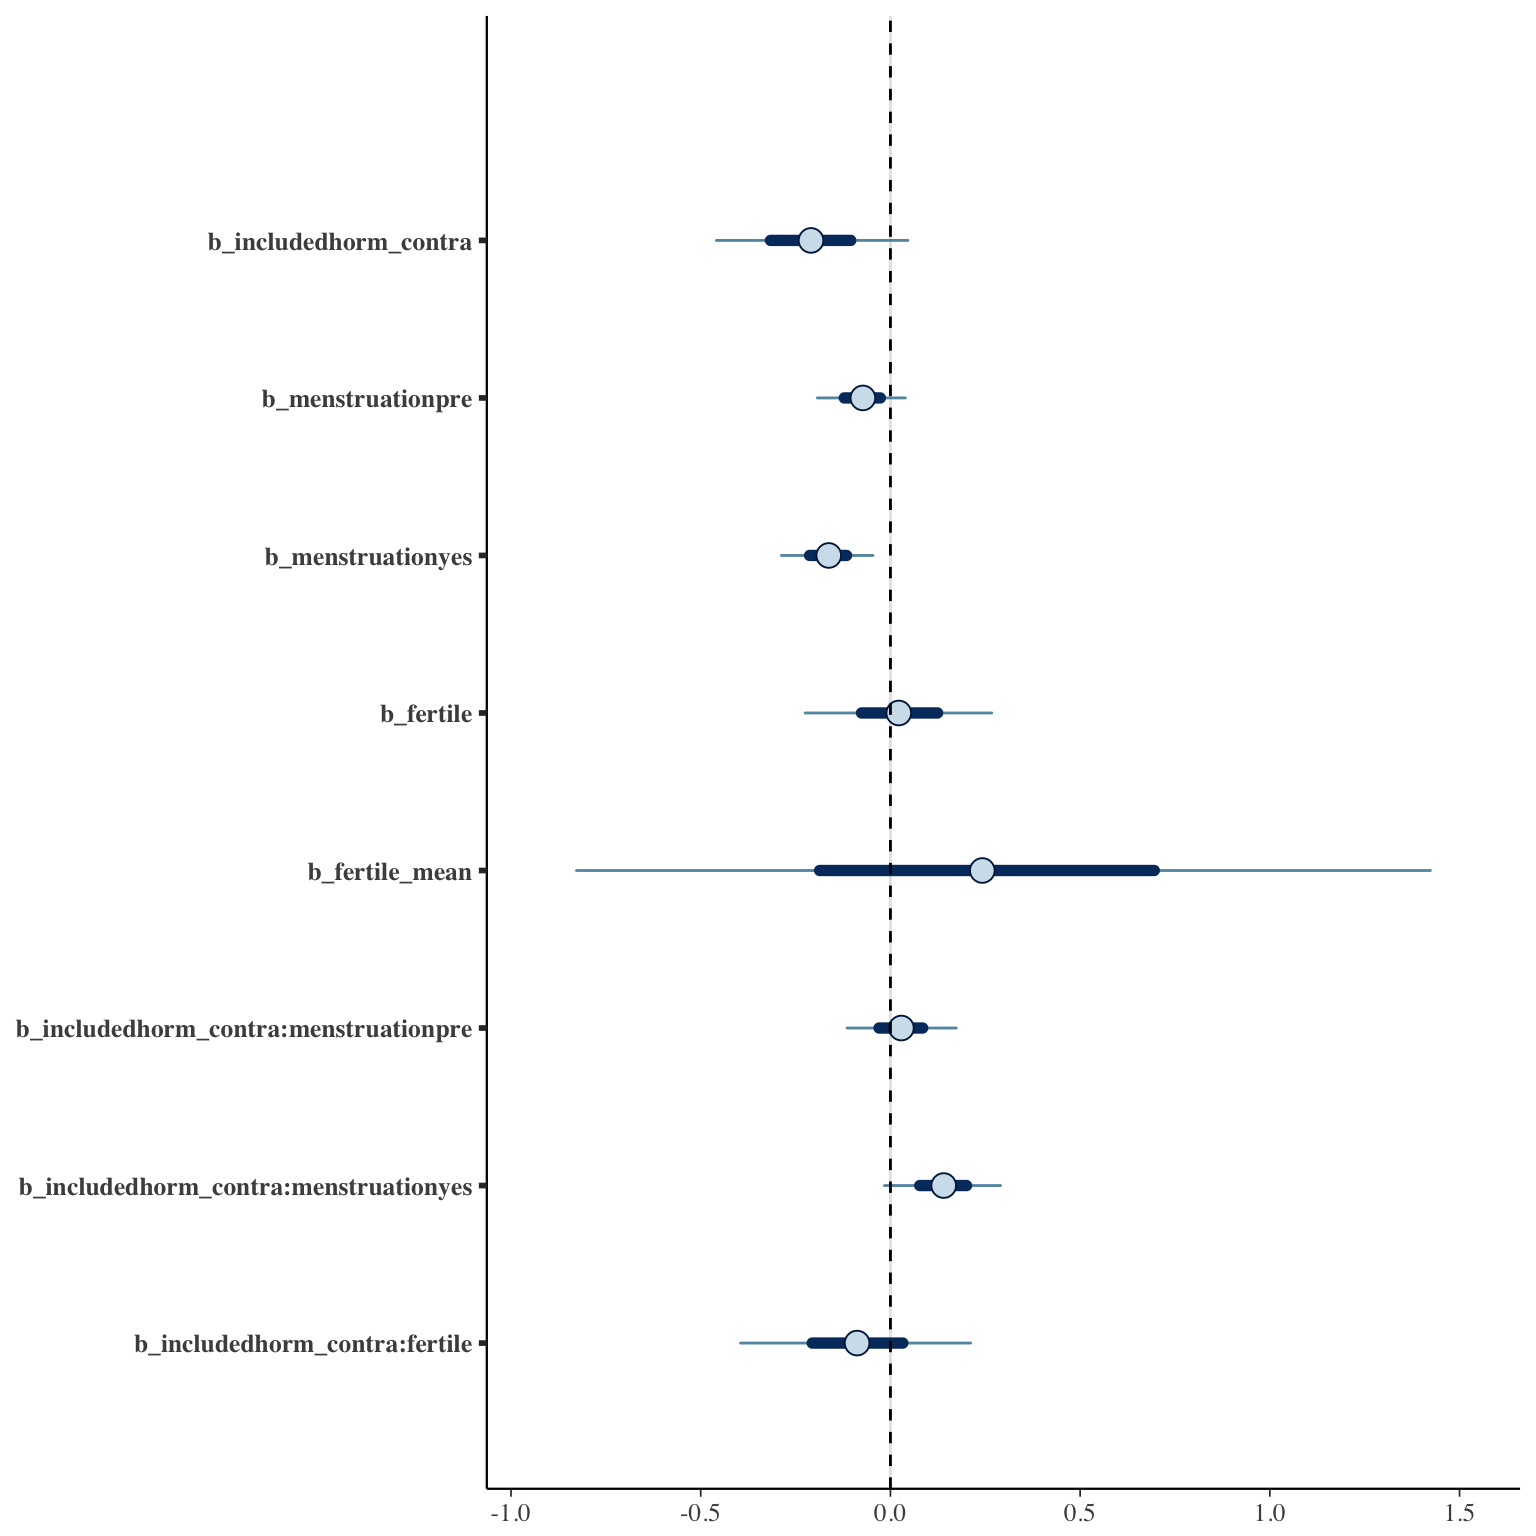 b_includedhorm_contra
b_menstruationpre
b_menstruationyes
b_fertile
b_fertile_mean
b_includedhorm_contra:menstruationpre
b_includedhorm_contra:menstruationyes
b_includedhorm_contra:fertile
-1.0 -0.5 0.0 0.5 1.0 1.5